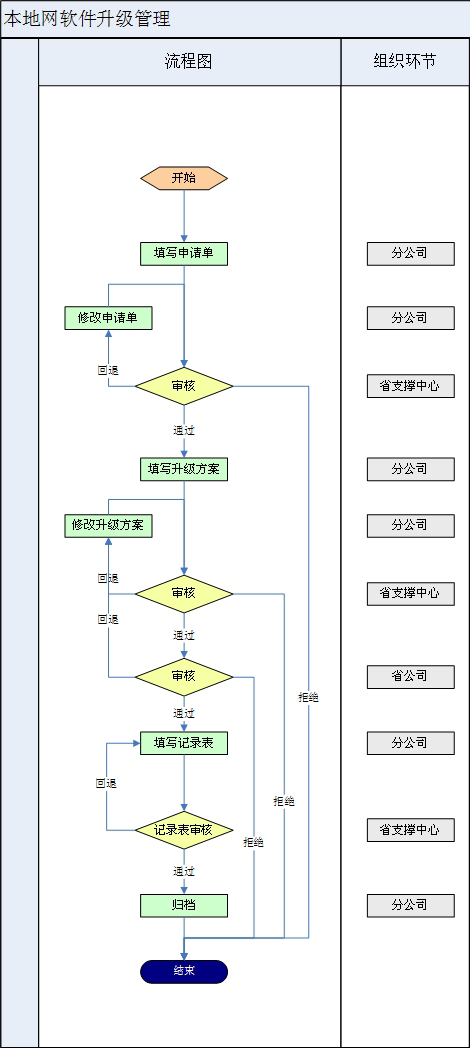 本地网软件升级管理
流程图
组织环节
开始
填写申请单
分公司
修改申请单
分公司
回退
审核
省支撑中心
通过
填写升级方案
分公司
修改升级方案
分公司
回退
审核
省支撑中心
回退
通过
审核
省公司
拒绝
通过
填写记录表
分公司
回退
拒绝
记录表审核
省支撑中心
拒绝
通过
归档
分公司
结束